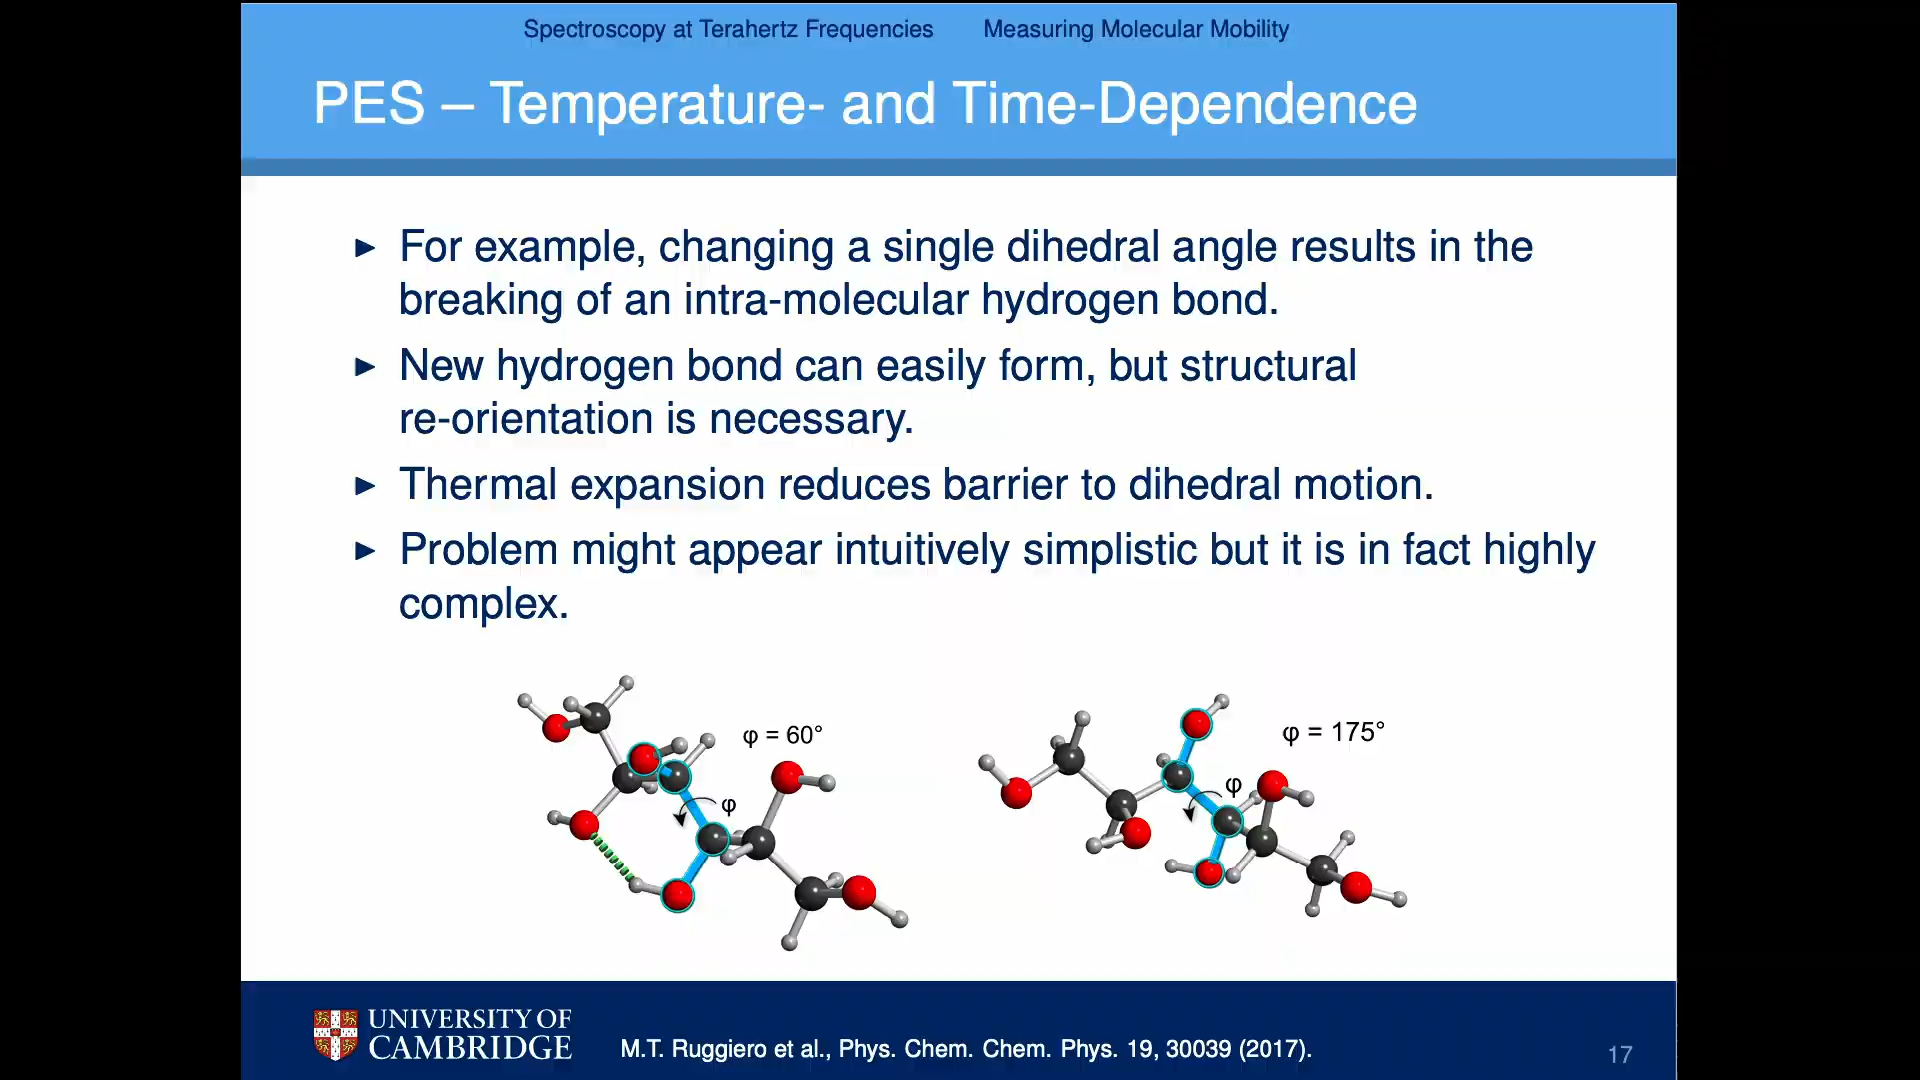 Spectroscopy at Terahertz Frequencies Measuring Molecular Mobility
PES – Temperature- and Time-Dependence
► For example, changing a single dihedral angle results in the
breaking of an intra-molecular hydrogen bond.
► New hydrogen bond can easily form, but structural
re-orientation is necessary.
► Thermal expansion reduces barrier to dihedral motion.
► Problem might appear intuitively simplistic but it is in fact highly
complex.
φ = 60°
φ
φ = 175°
φ
UNIVERSITY OF
CAMBRIDGE
M.T. Ruggiero et al., Phys. Chem. Chem. Phys. 19, 30039 (2017).
17